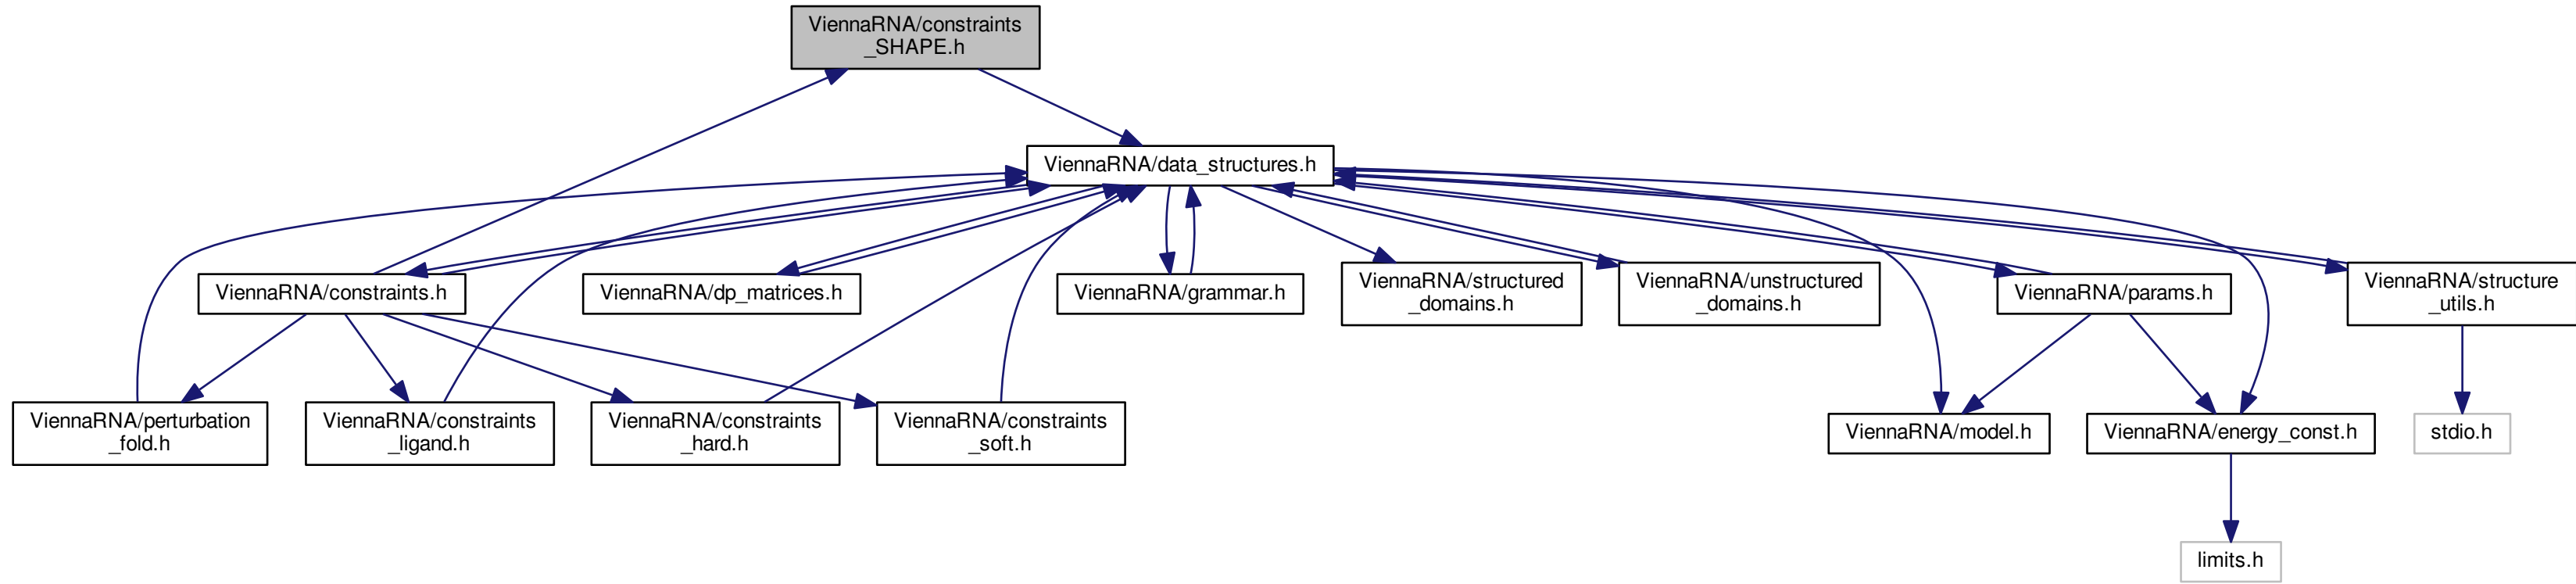 ViennaRNA/constraints
_SHAPE.h
ViennaRNA/data_structures.h
ViennaRNA/constraints.h
ViennaRNA/dp_matrices.h
ViennaRNA/grammar.h
ViennaRNA/structured
_domains.h
ViennaRNA/unstructured
_domains.h
ViennaRNA/params.h
ViennaRNA/structure
_utils.h
ViennaRNA/perturbation
_fold.h
ViennaRNA/constraints
_ligand.h
ViennaRNA/constraints
_hard.h
ViennaRNA/constraints
_soft.h
ViennaRNA/model.h
ViennaRNA/energy_const.h
stdio.h
limits.h